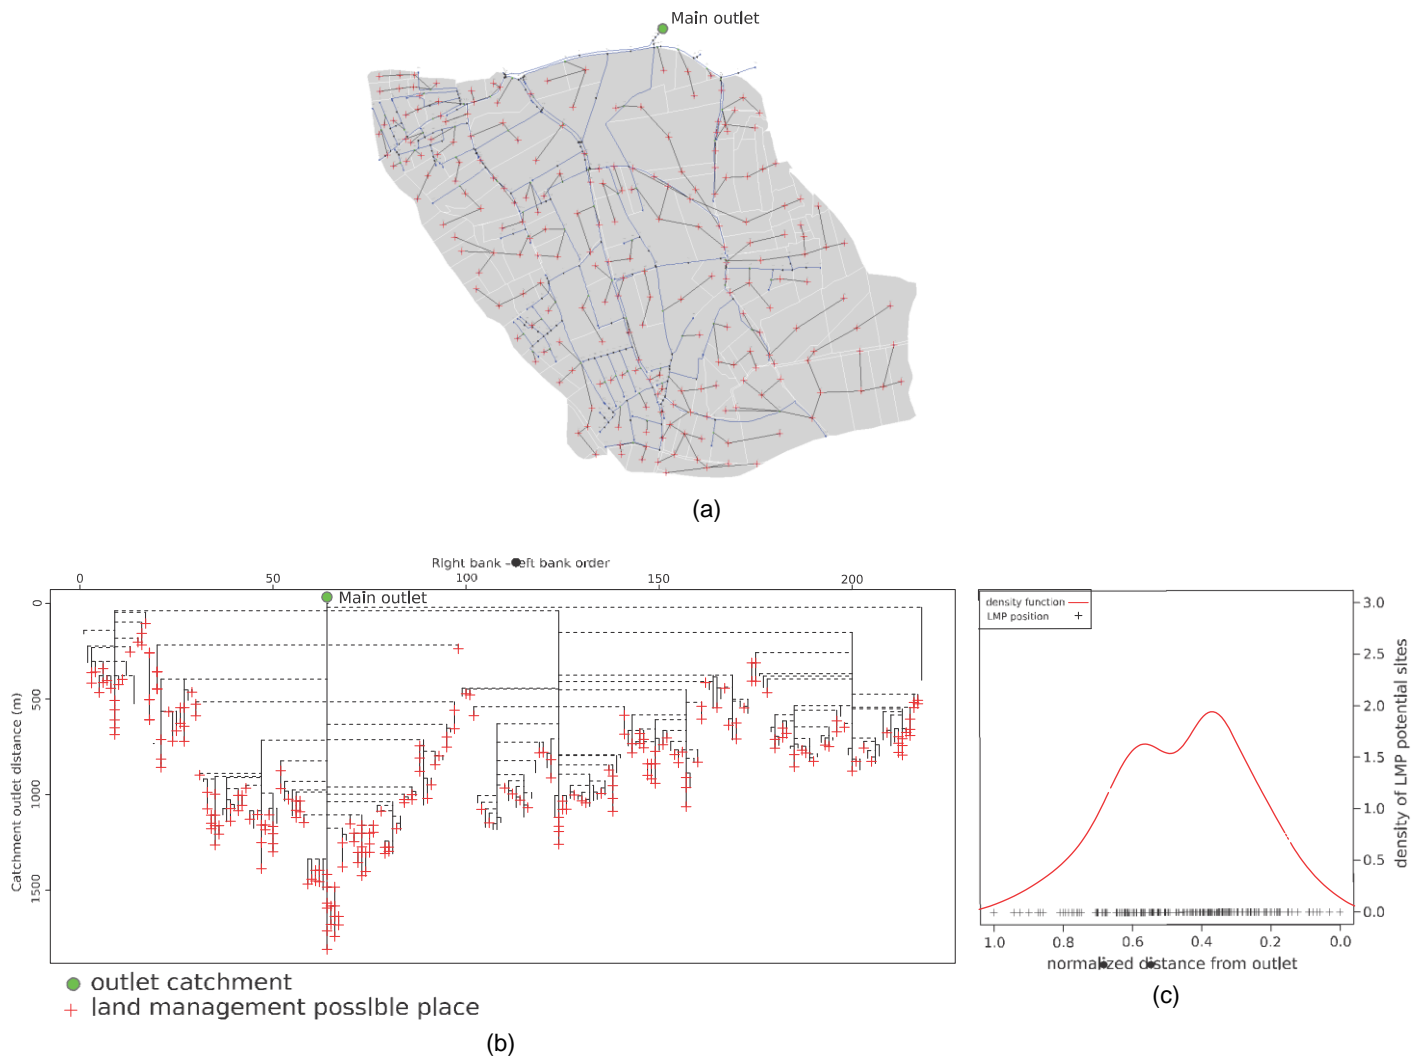 Main outlet
(a)
Right bank - eft bank order
0 50 100 150 200
Main outlet
0
500
1000
1500
Catchment outlet distance (m)
outlet catchment
land management possible place
(b)
density function
LMP position
3.0
2.5
2.0
1.5
1.0
0.5
0.0
density of LMP potential sites
1.0 0.8 0.6 0.4 0.2 0.0
normalized distance from outlet
(c)